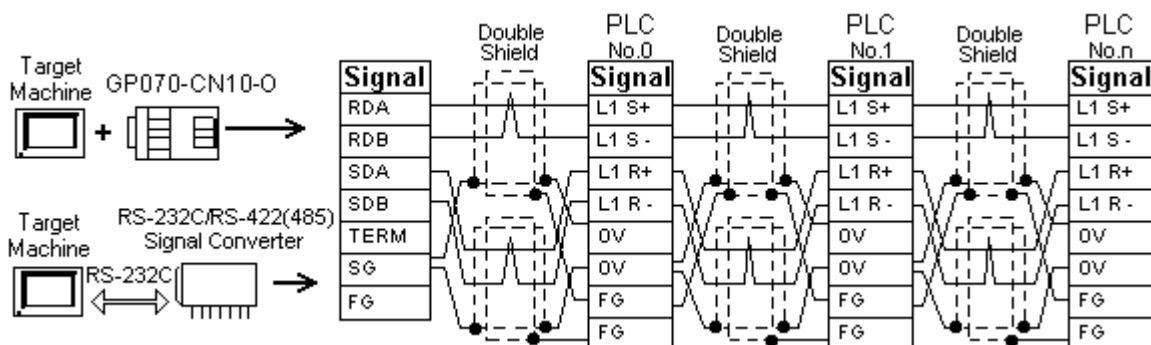 Target
Machine
GP070-CN10-O
+
Target
Machine
RS-232C/RS-422(485)
Signal Converter
RS-232C
Signal
RDA
RDB
SDA
SDB
TERM
SG
FG
Double
Shield
PLC
No.0
Signal
L1 S+
L1 S -
L1 R+
L1 R -
0V
0V
FG
FG
Double
Shield
PLC
No.1
Signal
L1 S+
L1 S -
L1 R+
L1 R -
0V
0V
FG
FG
Double
Shield
PLC
No.n
Signal
L1 S+
L1 S -
L1 R+
L1 R -
0V
0V
FG
FG